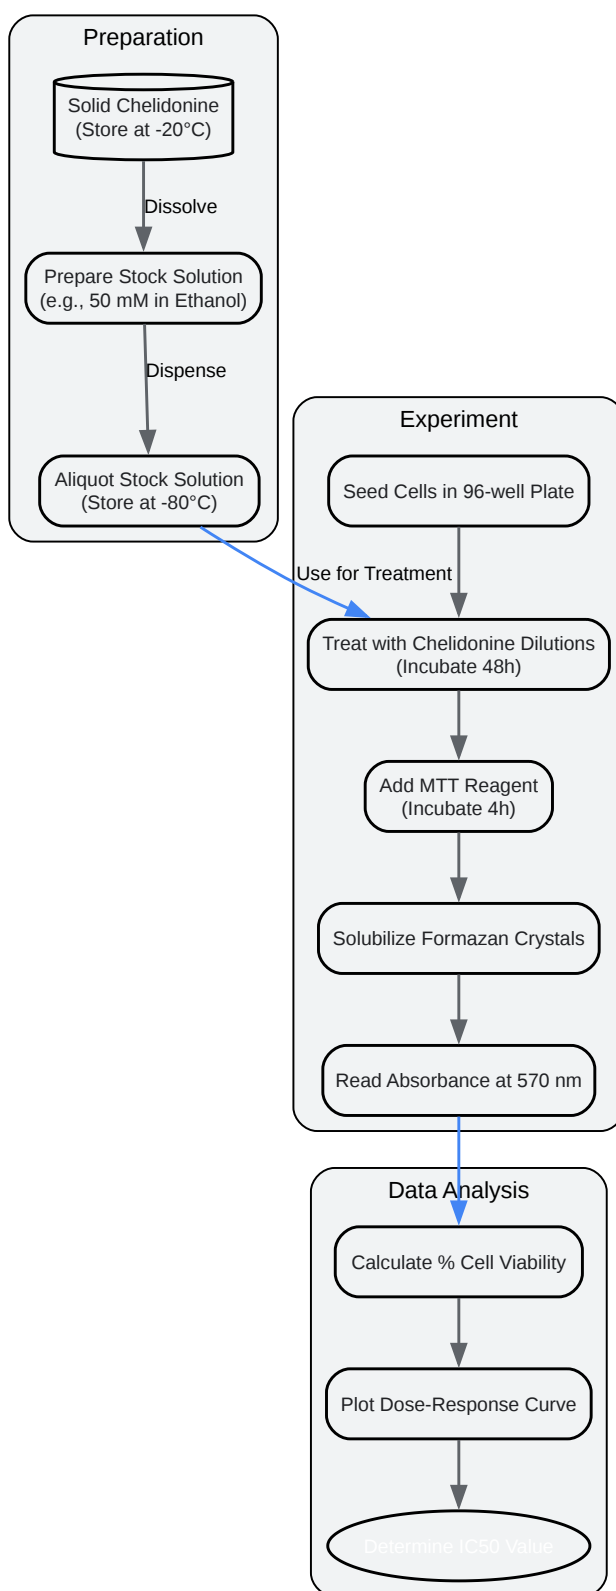 Preparation
Solid Chelidonine
(Store at -20°C)
Dissolve
Prepare Stock Solution
(e.g., 50 mM in Ethanol)
Dispense
Aliquot Stock Solution
(Store at -80°C)
Experiment
Seed Cells in 96-well Plate
Use for Treatment
Treat with Chelidonine Dilutions
(Incubate 48h)
Add MTT Reagent
(Incubate 4h)
Solubilize Formazan Crystals
Read Absorbance at 570 nm
Data Analysis
Calculate % Cell Viability
Plot Dose-Response Curve
Determine IC50 Value